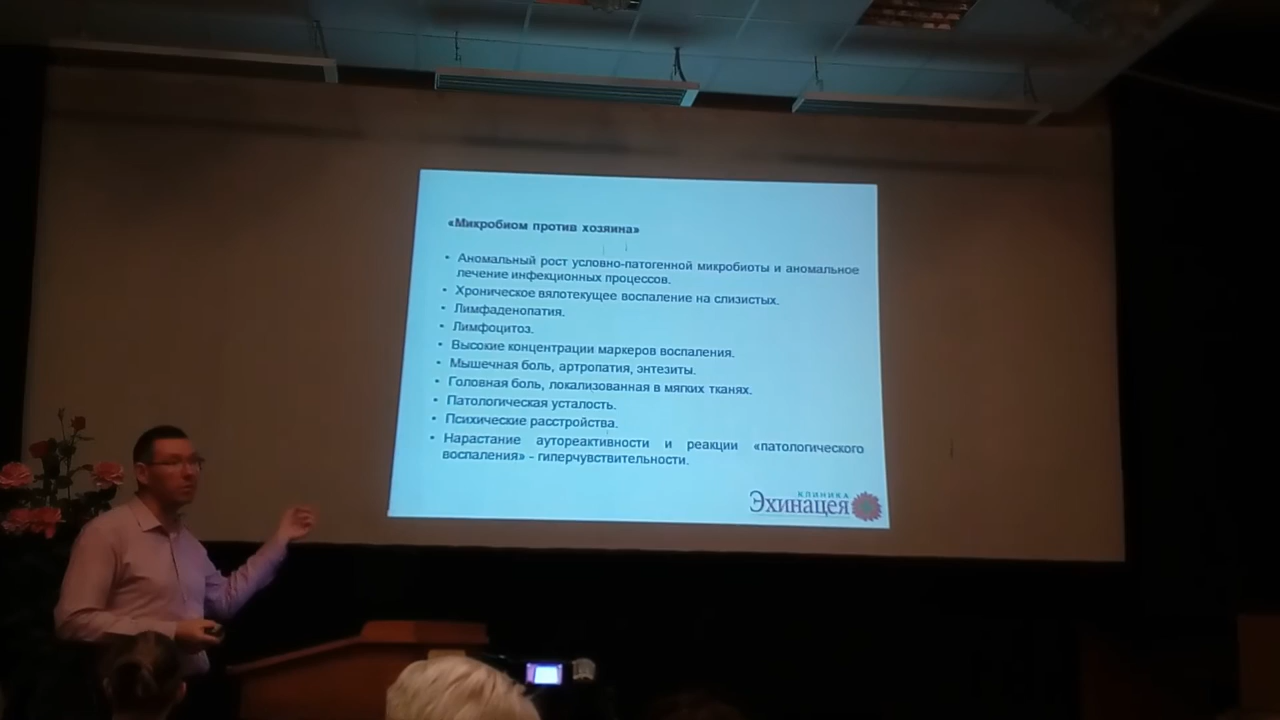 «Микробиом против хозяина»
• Аномальный рост условно-патогенной микробиоты и аномальное
лечение инфекционных процессов.
• Хроническое вялотекущее воспаление на слизистых.
• Лимфаденопатия.
• Лимфоцитоз.
• Высокие концентрации маркеров воспаления.
• Мышечная боль, артропатия, энтезиты.
• Головная боль, локализованная в мягких тканях.
• Патологическая усталость.
• Психические расстройства.
• Нарастание аутореактивности и реакции «патологического
воспаления» – гиперчувствительности.
КЛИНИКА
Эхинацея